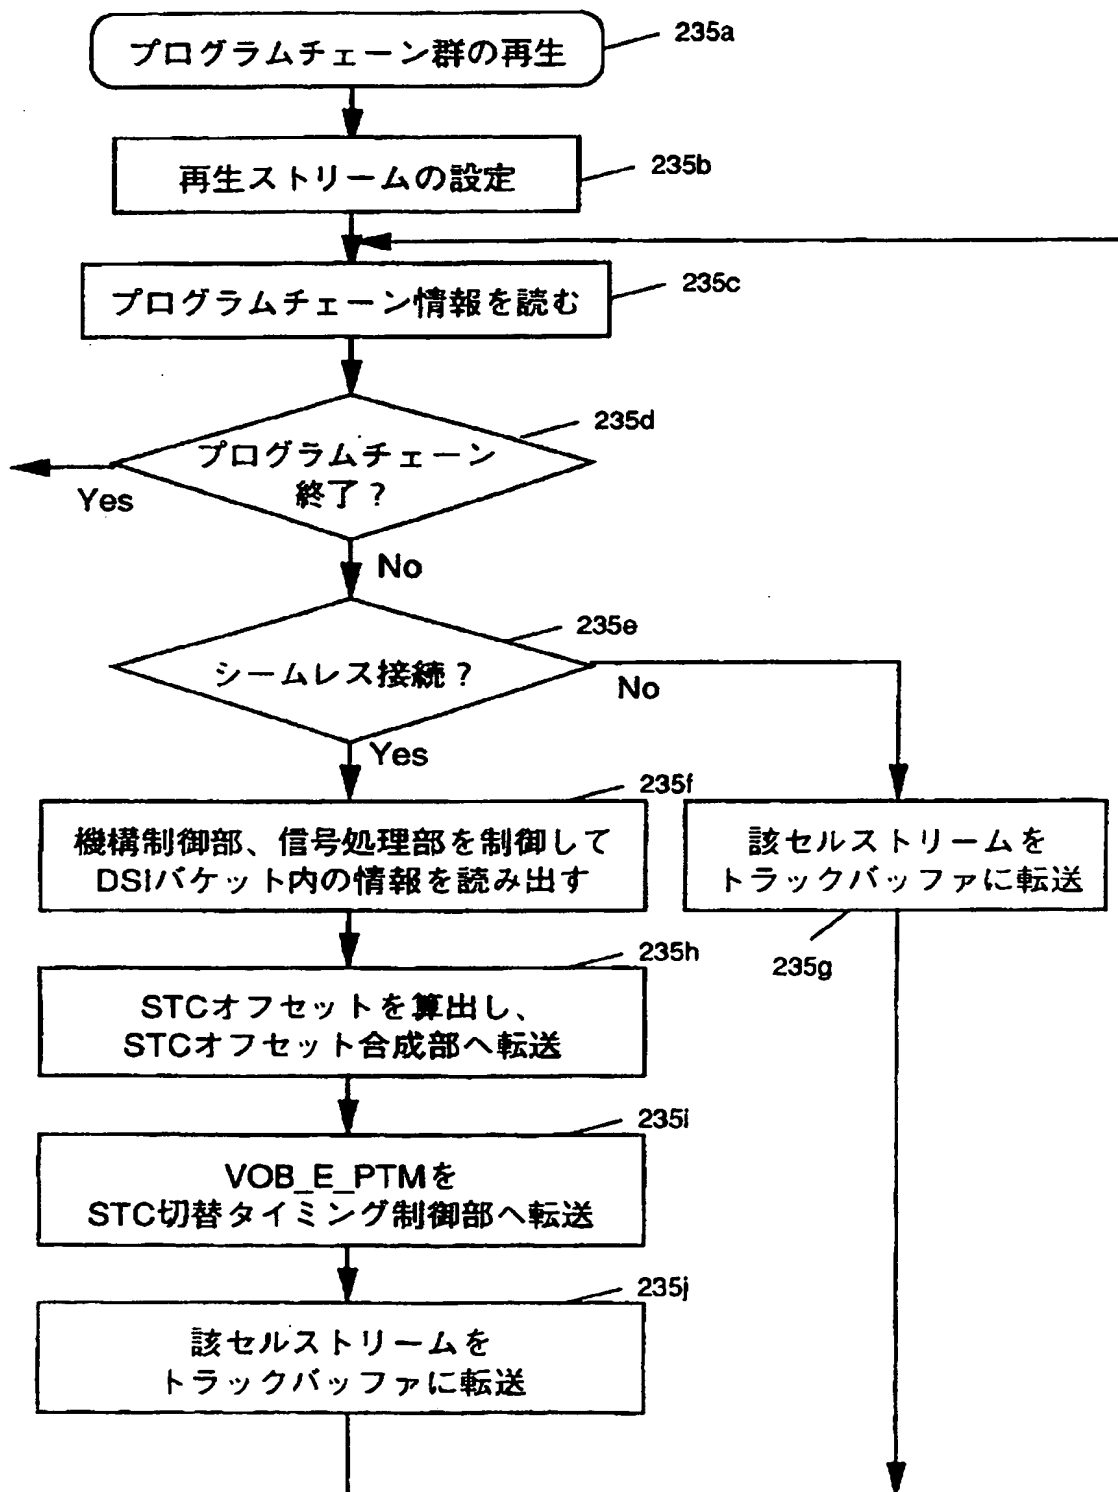 プログラムチェーン群の再生
235a
再生ストリームの設定
235b
プログラムチェーン情報を読む
235c
プログラムチェーン
終了？
235d
Yes
No
シームレス接続？
235e
No
Yes
機構制御部、信号処理部を制御して
DSIパケット内の情報を読み出す
235f
該セルストリームを
トラックバッファに転送
235g
STCオフセットを算出し、
STCオフセット合成部へ転送
235h
VOB_E_PTMを
STC切替タイミング制御部へ転送
235i
該セルストリームを
トラックバッファに転送
235j